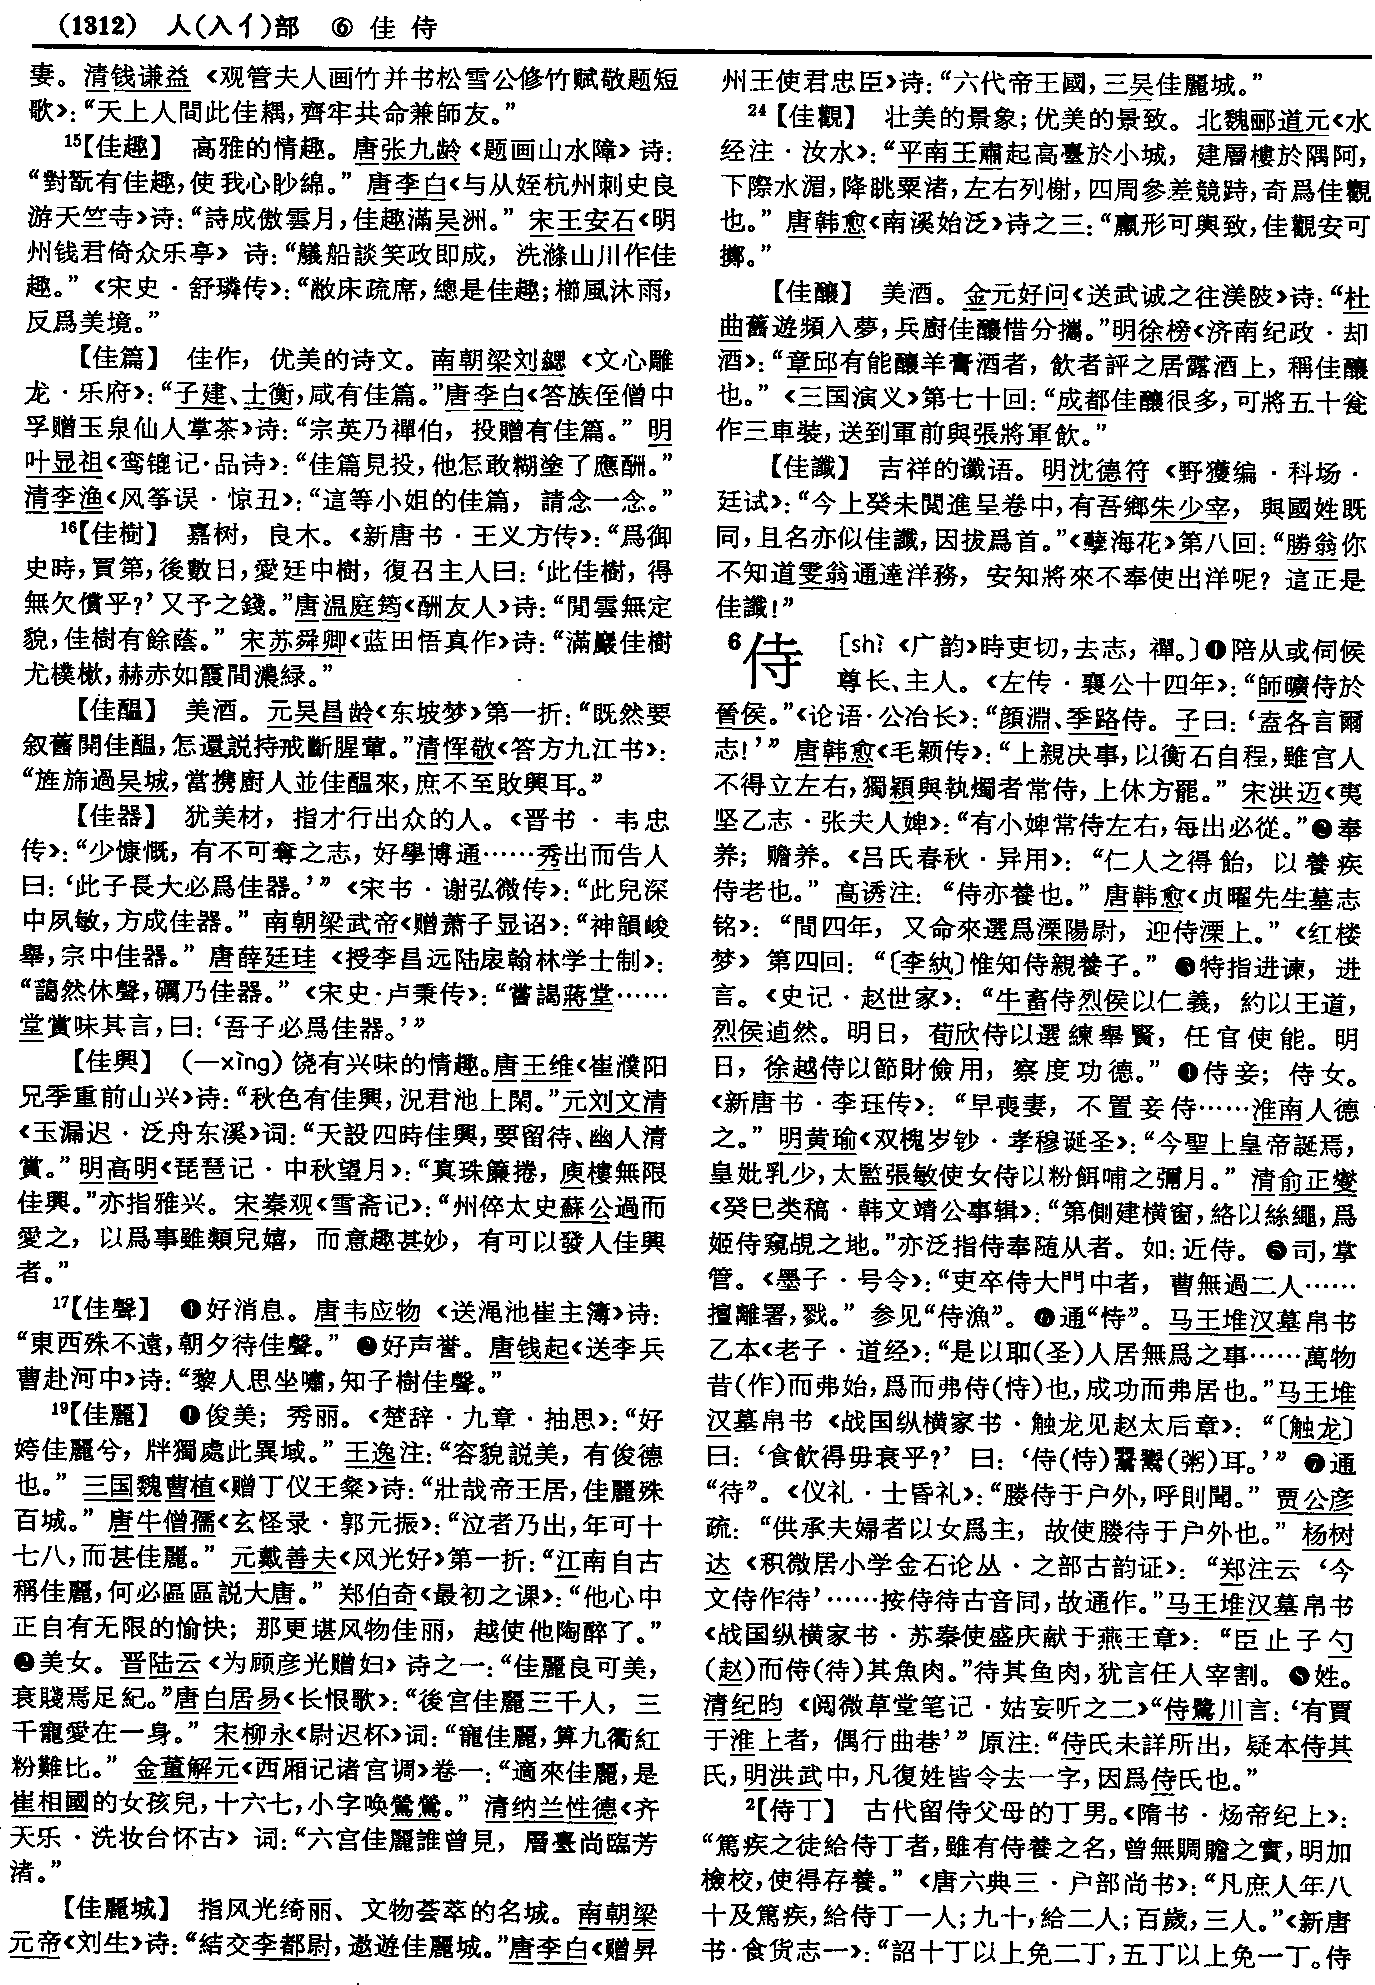 （1312） 人(入亻)部 ⑥ 佳 侍
妻。清钱谦益《观管夫人画竹并书松雪公修竹赋敬题短
歌》：“天上人間此佳耦，齊牢共命兼師友。”
15【佳趣】 高雅的情趣。唐张九龄《题画山水障》诗：
“對翫有佳趣，使我心眇綿。” 唐李白《与从姪杭州刺史良
游天竺寺》诗：“詩成傲雲月，佳趣滿吴洲。” 宋王安石《明
州钱君倚众乐亭》诗：“艤船談笑政即成，洗滌山川作佳
趣。”《宋史·舒璘传》：“敝床疏席，總是佳趣；櫛風沐雨，
反爲美境。”
【佳篇】 佳作，优美的诗文。南朝梁刘勰《文心雕
龙·乐府》：“子建、士衡，咸有佳篇。”唐李白《答族侄僧中
孚赠玉泉仙人掌茶》诗：“宗英乃禪伯，投贈有佳篇。” 明
叶显祖《鸾鎞记·品诗》：“佳篇見投，他怎敢糊塗了應酬。”
清李渔《风筝误·惊丑》：“這等小姐的佳篇，請念一念。”
16【佳樹】 嘉树，良木。《新唐书·王义方传》：“爲御
史時，買第，後數日，愛廷中樹，復召主人曰：‘此佳樹，得
無欠償乎？’又予之錢。”唐温庭筠《酬友人》诗：“閒雲無定
貌，佳樹有餘蔭。” 宋苏舜卿《蓝田悟真作》诗：“滿巖佳樹
尤樸樕，赫赤如霞間濃緑。”
【佳醖】 美酒。元吴昌龄《东坡梦》第一折：“既然要
叙舊開佳醖，怎還説持戒斷腥葷。”清恽敬《答方九江书》：
“旌斾過吴城，當携廚人並佳醖來，庶不至敗興耳。”
【佳器】 犹美材，指才行出众的人。《晋书·韦忠
传》：“少慷慨，有不可奪之志，好學博通……秀出而告人
曰：‘此子長大必爲佳器。’”《宋书·谢弘微传》：“此兒深
中夙敏，方成佳器。” 南朝梁武帝《赠萧子显诏》：“神韻峻
舉，宗中佳器。” 唐薛廷珪《授李昌远陆扆翰林学士制》：
“藹然休聲，礪乃佳器。”《宋史·卢秉传》：“嘗謁蔣堂……
堂賞味其言，曰：‘吾子必爲佳器。’”
【佳興】 (—xìng) 饶有兴味的情趣。唐王维《崔濮阳
兄季重前山兴》诗：“秋色有佳興，況君池上閑。”元刘文清
《玉漏迟·泛舟东溪》词：“天設四時佳興，要留待、幽人清
賞。”明高明《琵琶记·中秋望月》：“真珠簾捲，庾樓無限
佳興。”亦指雅兴。宋秦观《雪斋记》：“州倅太史蘇公過而
愛之，以爲事雖類兒嬉，而意趣甚妙，有可以發人佳興
者。”
17【佳聲】 ❶好消息。唐韦应物《送渑池崔主簿》诗：
“東西殊不遠，朝夕待佳聲。” ❷好声誉。唐钱起《送李兵
曹赴河中》诗：“黎人思坐嘯，知子樹佳聲。”
19【佳麗】 ❶俊美；秀丽。《楚辞·九章·抽思》：“好
姱佳麗兮，牉獨處此異域。” 王逸注：“容貌説美，有俊德
也。” 三国魏曹植《赠丁仪王粲》诗：“壯哉帝王居，佳麗殊
百城。” 唐牛僧孺《玄怪录·郭元振》：“泣者乃出，年可十
七八，而甚佳麗。” 元戴善夫《风光好》第一折：“江南自古
稱佳麗，何必區區説大唐。” 郑伯奇《最初之课》：“他心中
正自有无限的愉快；那更堪风物佳丽，越使他陶醉了。”
❷美女。晋陆云《为顾彦光赠妇》诗之一：“佳麗良可美，
衰賤焉足紀。”唐白居易《长恨歌》：“後宫佳麗三千人，三
千寵愛在一身。” 宋柳永《尉迟杯》词：“寵佳麗，算九衢紅
粉難比。” 金董解元《西厢记诸宫调》卷一：“適來佳麗，是
崔相國的女孩兒，十六七，小字唤鶯鶯。” 清纳兰性德《齐
天乐·洗妆台怀古》词：“六宫佳麗誰曾見，層臺尚臨芳
渚。”
【佳麗城】 指风光绮丽、文物荟萃的名城。南朝梁
元帝《刘生》诗：“結交李都尉，遨遊佳麗城。”唐李白《赠昇
州王使君忠臣》诗：“六代帝王國，三吴佳麗城。”
24【佳觀】 壮美的景象；优美的景致。北魏郦道元《水
经注·汝水》：“平南王肅起高臺於小城，建層樓於隅阿，
下際水湄，降眺粟渚，左右列榭，四周參差競跱，奇爲佳觀
也。” 唐韩愈《南溪始泛》诗之三：“羸形可輿致，佳觀安可
擲。”
【佳釀】 美酒。金元好问《送武诚之往渼陂》诗：“杜
曲舊遊頻入夢，兵廚佳釀惜分攜。”明徐榜《济南纪政·却
酒》：“章邱有能釀羊膏酒者，飲者評之居露酒上，稱佳釀
也。”《三国演义》第七十回：“成都佳釀很多，可將五十瓮
作三車裝，送到軍前與張將軍飲。”
【佳讖】 吉祥的谶语。明沈德符《野獲编·科场·
廷试》：“今上癸未閲進呈卷中，有吾鄉朱少宰，與國姓既
同，且名亦似佳讖，因拔爲首。”《孽海花》第八回：“勝翁你
不知道雯翁通達洋務，安知將來不奉使出洋呢？這正是
佳讖！”
6侍 〔shì《广韵》時吏切，去志，禪。〕❶陪从或伺候
尊长、主人。《左传·襄公十四年》：“師曠侍於
晉侯。”《论语·公冶长》：“顔淵、季路侍。子曰：‘盍各言爾
志！’” 唐韩愈《毛颖传》：“上親決事，以衡石自程，雖宫人
不得立左右，獨穎與執燭者常侍，上休方罷。” 宋洪迈《夷
坚乙志·张夫人婢》：“有小婢常侍左右，每出必從。”❷奉
养；赡养。《吕氏春秋·异用》：“仁人之得飴，以養疾
侍老也。” 高诱注：“侍亦養也。” 唐韩愈《贞曜先生墓志
铭》：“間四年，又命來選爲溧陽尉，迎侍溧上。”《红楼
梦》第四回：“〔李紈〕惟知侍親養子。” ❸特指进谏，进
言。《史记·赵世家》：“牛畜侍烈侯以仁義，約以王道，
烈侯逌然。明日，荀欣侍以選練舉賢，任官使能。明
日，徐越侍以節財儉用，察度功德。” ❹侍妾；侍女。
《新唐书·李珏传》：“早喪妻，不置妾侍……淮南人德
之。” 明黄瑜《双槐岁钞·孝穆诞圣》：“今聖上皇帝誕焉，
皇妣乳少，太監張敏使女侍以粉餌哺之彌月。” 清俞正燮
《癸巳类稿·韩文靖公事辑》：“第側建横窗，絡以絲繩，爲
姬侍窺覘之地。”亦泛指侍奉随从者。如：近侍。 ❺司，掌
管。《墨子·号令》：“吏卒侍大門中者，曹無過二人……
擅離署，戮。” 参见“侍漁”。 ❻通“恃”。马王堆汉墓帛书
乙本《老子·道经》：“是以耶(圣)人居無爲之事……萬物
昔(作)而弗始，爲而弗侍(恃)也，成功而弗居也。”马王堆
汉墓帛书《战国纵横家书·触龙见赵太后章》：“〔触龙〕
曰：‘食飲得毋衰乎？’ 曰：‘侍(恃)鬻鬻(粥)耳。’” ❼通
“待”。《仪礼·士昏礼》：“媵侍于户外，呼則聞。” 贾公彦
疏：“供承夫婦者以女爲主，故使媵待于户外也。” 杨树
达《积微居小学金石论丛·之部古韵证》：“郑注云‘今
文侍作待’……按侍待古音同，故通作。”马王堆汉墓帛书
《战国纵横家书·苏秦使盛庆献于燕王章》：“臣止于勺
(赵)而侍(待)其魚肉。”待其鱼肉，犹言任人宰割。 ❽姓。
清纪昀《阅微草堂笔记·姑妄听之二》“侍鷺川言：‘有賈
于淮上者，偶行曲巷’” 原注：“侍氏未詳所出，疑本侍其
氏，明洪武中，凡復姓皆令去一字，因爲侍氏也。”
2【侍丁】 古代留侍父母的丁男。《隋书·炀帝纪上》：
“篤疾之徒給侍丁者，雖有侍養之名，曾無賙贍之實，明加
檢校，使得存養。”《唐六典三·户部尚书》：“凡庶人年八
十及篤疾，給侍丁一人；九十，給二人；百歲，三人。”《新唐
书·食货志一》：“詔十丁以上免二丁，五丁以上免一丁。侍